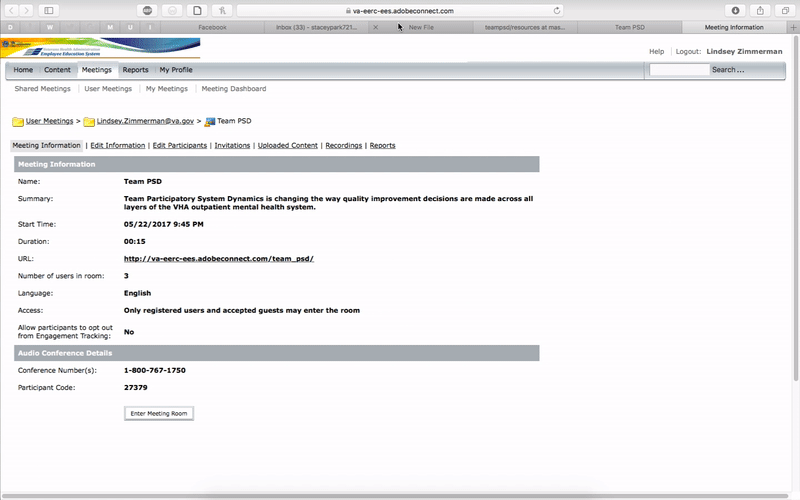 va-eerc-ees.adobeconnect.com
D W M U I Facebook Inbox (33) - staceypark721... New File teampsd/resources at mas... Team PSD Meeting Information
Veterans Health Administration
Employee Education System
Help | Logout: Lindsey Zimmerman
Home Content Meetings Reports My Profile Search ...
Shared Meetings User Meetings My Meetings Meeting Dashboard
User Meetings > Lindsey.Zimmerman@va.gov > Team PSD
Meeting Information | Edit Information | Edit Participants | Invitations | Uploaded Content | Recordings | Reports
Meeting Information
Name: Team PSD
Summary: Team Participatory System Dynamics is changing the way quality improvement decisions are made across all
layers of the VHA outpatient mental health system.
Start Time: 05/22/2017 9:45 PM
Duration: 00:15
URL: http://va-eerc-ees.adobeconnect.com/team_psd/
Number of users in room: 3
Language: English
Access: Only registered users and accepted guests may enter the room
Allow participants to opt out
from Engagement Tracking: No
Audio Conference Details
Conference Number(s): 1-800-767-1750
Participant Code: 27379
Enter Meeting Room